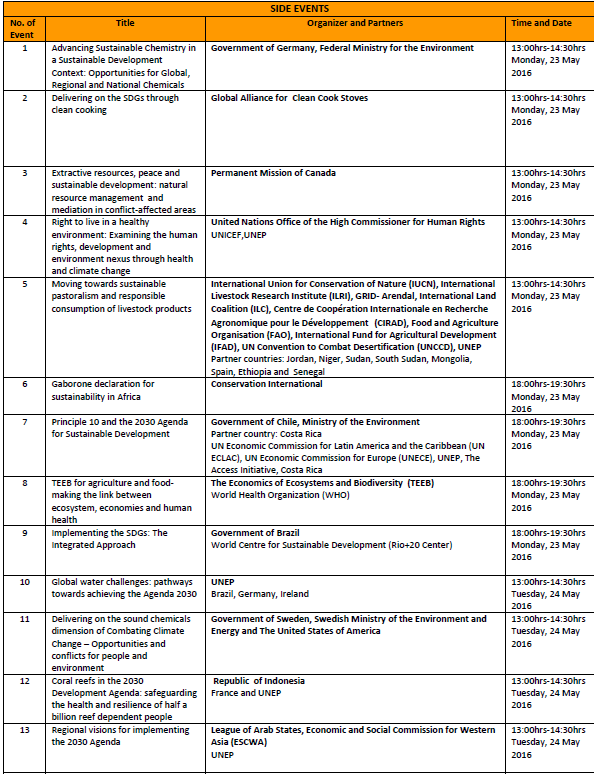 SIDE EVENTS
No. of Event
Title
Organizer and Partners
Time and Date
1
Advancing Sustainable Chemistry in
a Sustainable Development
Context: Opportunities for Global,
Regional and National Chemicals
Government of Germany, Federal Ministry for the Environment
13:00hrs-14:30hrs
Monday, 23 May
2016
2
Delivering on the SDGs through
clean cooking
Global Alliance for Clean Cook Stoves
13:00hrs-14:30hrs
Monday, 23 May
2016
3
Extractive resources, peace and
sustainable development: natural
resource management and
mediation in conflict-affected areas
Permanent Mission of Canada
13:00hrs-14:30hrs
Monday, 23 May
2016
4
Right to live in a healthy
environment: Examining the human
rights, development and
environment nexus through health
and climate change
United Nations Office of the High Commissioner for Human Rights
UNICEF,UNEP
13:00hrs-14:30hrs
Monday, 23 May
2016
5
Moving towards sustainable
pastoralism and responsible
consumption of livestock products
International Union for Conservation of Nature (IUCN), International
Livestock Research Institute (ILRI), GRID- Arendal, International Land
Coalition (ILC), Centre de Coopération Internationale en Recherche
Agronomique pour le Développement (CIRAD), Food and Agriculture
Organisation (FAO), International Fund for Agricultural Development
(IFAD), UN Convention to Combat Desertification (UNCCD), UNEP
Partner countries: Jordan, Niger, Sudan, South Sudan, Mongolia,
Spain, Ethiopia and Senegal
13:00hrs-14:30hrs
Monday, 23 May
2016
6
Gaborone declaration for
sustainability in Africa
Conservation International
18:00hrs-19:30hrs
Monday, 23 May
2016
7
Principle 10 and the 2030 Agenda
for Sustainable Development
Government of Chile, Ministry of the Environment
Partner country: Costa Rica
UN Economic Commission for Latin America and the Caribbean (UN
ECLAC), UN Economic Commission for Europe (UNECE), UNEP, The
Access Initiative, Costa Rica
18:00hrs-19:30hrs
Monday, 23 May
2016
8
TEEB for agriculture and food-
making the link between
ecosystem, economies and human
health
The Economics of Ecosystems and Biodiversity (TEEB)
World Health Organization (WHO)
18:00hrs-19:30hrs
Monday, 23 May
2016
9
Implementing the SDGs: The
Integrated Approach
Government of Brazil
World Centre for Sustainable Development (Rio+20 Center)
18:00hrs-19:30hrs
Monday, 23 May
2016
10
Global water challenges: pathways
towards achieving the Agenda 2030
UNEP
Brazil, Germany, Ireland
13:00hrs-14:30hrs
Tuesday, 24 May
2016
11
Delivering on the sound chemicals
dimension of Combating Climate
Change – Opportunities and
conflicts for people and
environment
Government of Sweden, Swedish Ministry of the Environment and
Energy and The United States of America
13:00hrs-14:30hrs
Tuesday, 24 May
2016
12
Coral reefs in the 2030
Development Agenda: safeguarding
the health and resilience of half a
billion reef dependent people
Republic of Indonesia
France and UNEP
13:00hrs-14:30hrs
Tuesday, 24 May
2016
13
Regional visions for implementing
the 2030 Agenda
League of Arab States, Economic and Social Commission for Western
Asia (ESCWA)
UNEP
13:00hrs-14:30hrs
Tuesday, 24 May
2016